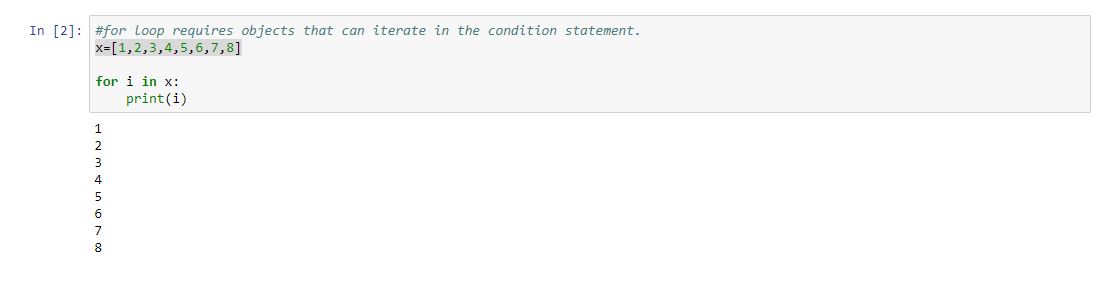 In [2]: #for loop requires objects that can iterate in the condition statement.
x=[1,2,3,4,5,6,7,8]
for i in x:
    print(i)
1
2
3
4
5
6
7
8